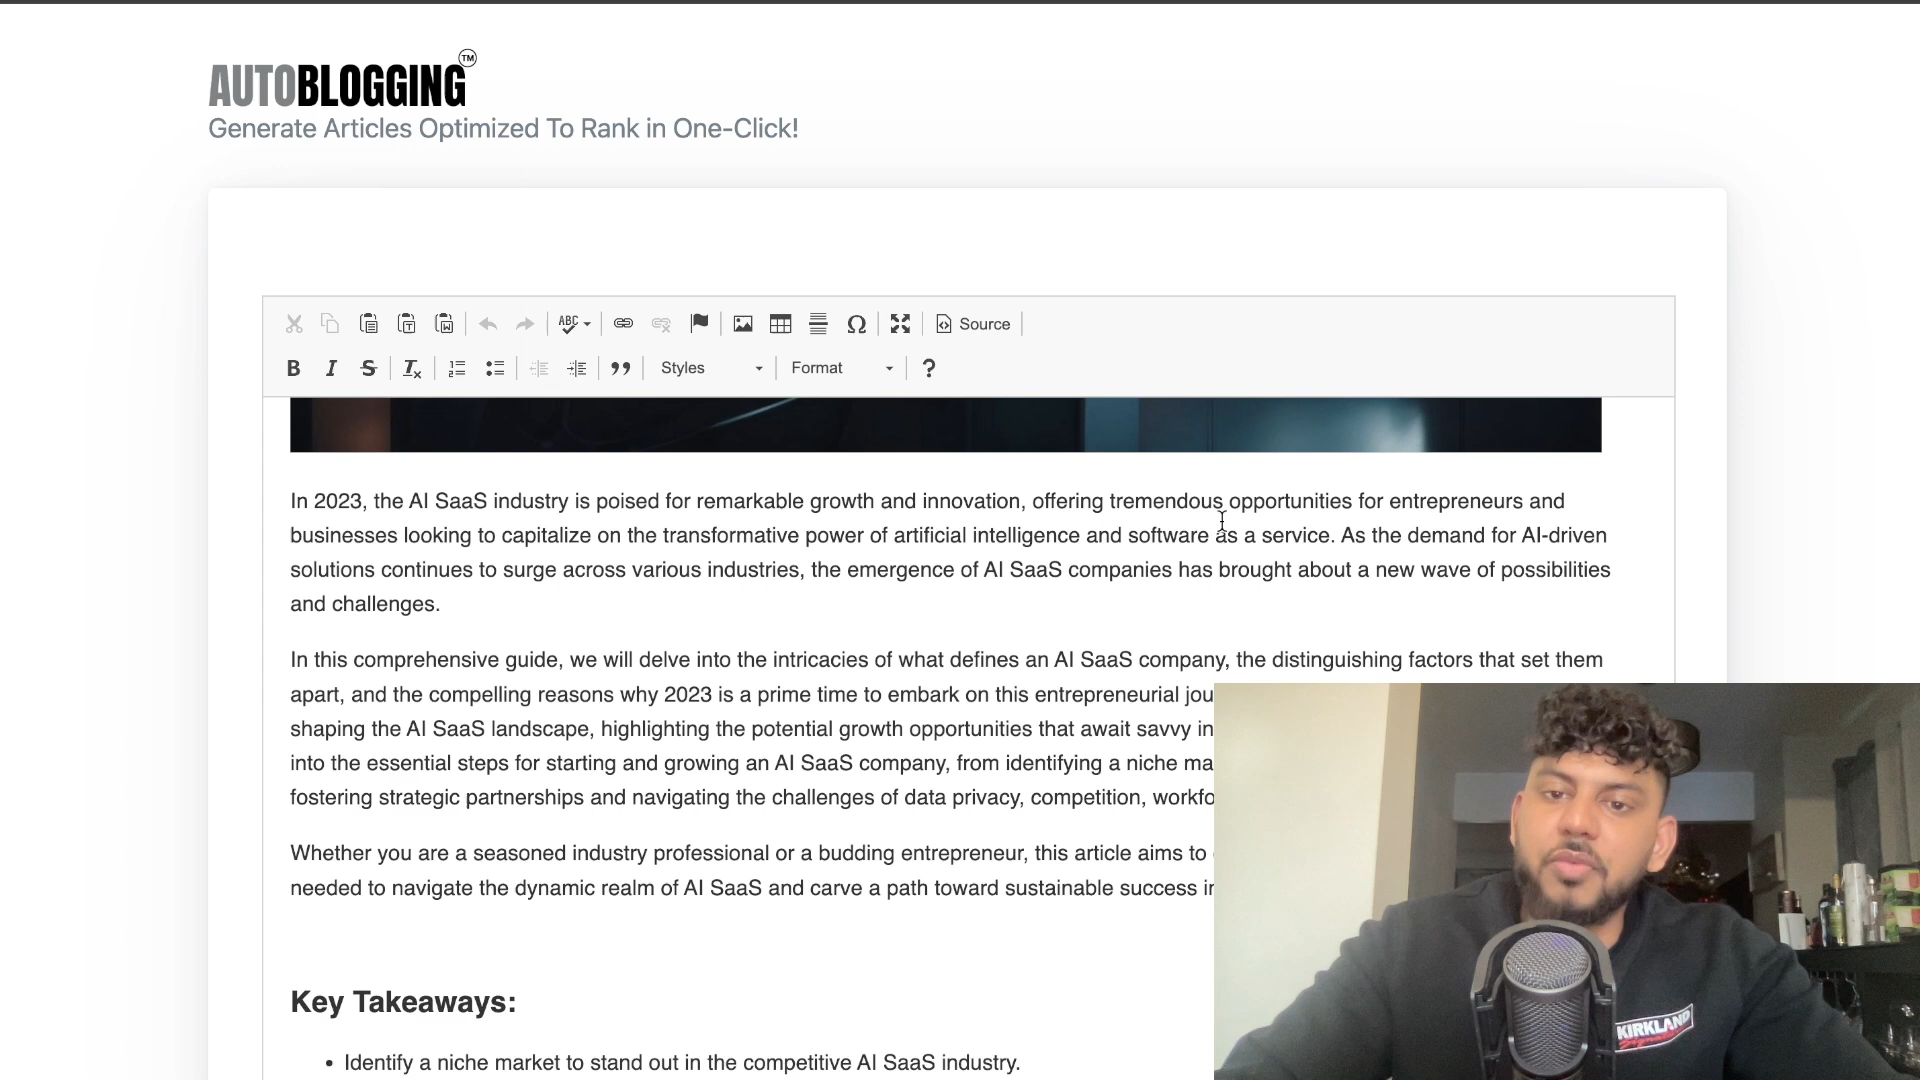 AUTOBLOGGING™
Generate Articles Optimized To Rank in One-Click!
ABC
Source
B I S
Styles
Format
?
In 2023, the AI SaaS industry is poised for remarkable growth and innovation, offering tremendous opportunities for entrepreneurs and
businesses looking to capitalize on the transformative power of artificial intelligence and software as a service. As the demand for AI-driven
solutions continues to surge across various industries, the emergence of AI SaaS companies has brought about a new wave of possibilities
and challenges.
In this comprehensive guide, we will delve into the intricacies of what defines an AI SaaS company, the distinguishing factors that set them
apart, and the compelling reasons why 2023 is a prime time to embark on this entrepreneurial jou
shaping the AI SaaS landscape, highlighting the potential growth opportunities that await savvy in
into the essential steps for starting and growing an AI SaaS company, from identifying a niche ma
fostering strategic partnerships and navigating the challenges of data privacy, competition, workfo
Whether you are a seasoned industry professional or a budding entrepreneur, this article aims to
needed to navigate the dynamic realm of AI SaaS and carve a path toward sustainable success in
Key Takeaways:
• Identify a niche market to stand out in the competitive AI SaaS industry.
KIRKLAND
Signature